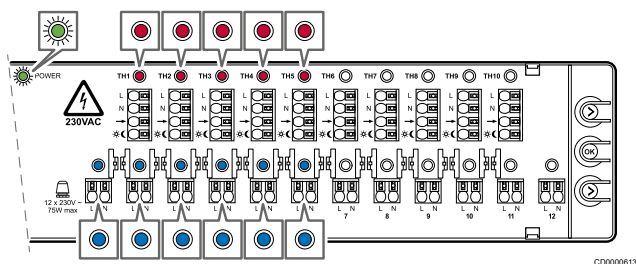 POWER
TH1 TH2 TH3 TH4 TH5 TH6 TH7 TH8 TH9 TH10
L L L L L L L L L L
N N N N N N N N N N
230VAC
OK
12 x 230V ~
75W max
L N L N L N L N L N L N L N L N L N L N L N L N
7 8 9 10 11 12
CD0000613